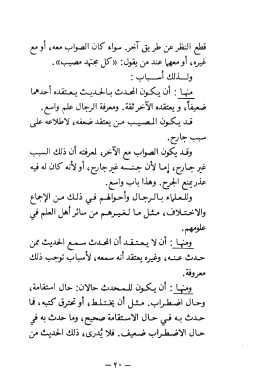 قطع النظر عن طريق آخر. سواء كان الصواب معه، أو مع
غيره، أو معهما عند من يقول: «كل مجتهد مصيب».
ولذلك أسباب :
منها : أن يكون المحدث بالحديث يعتقده أحدهما
ضعيفاً، و يعتقده الآخر ثقة. ومعرفة الرجال علم واسع.
قد يكون المصيب من يعتقد ضعفه، لاطلاعه على
سبب جارح.
وقد يكون الصواب مع الآخر، لمعرفته أن ذلك السبب
غير جارح، إما لأن جنسه غير جارح، أو لأنه كان له فيه
عذر يمنع الجرح. وهذا باب واسع.
وللعلماء بالرجال وأحوالهم في ذلك من الإجماع
والاختلاف، مثل ما لغيرهم من سائر أهل العلم في
علومهم.
ومنها : أن لا يعتقد أن المحدث سمع الحديث ممن
حدث عنه، وغيره يعتقد أنه سمعه، لأسباب توجب ذلك
معروفة.
ومنها : أن يكون للمحدث حالان: حال استقامة،
وحال اضطراب. مثل أن يختلط، أو تحترق كتبه، فما
حدث به في حال الاستقامة صحيح، وما حدث به في
حال الاضطراب ضعيف. فلا يُدرى، ذلك الحديث من
— ٢٠ —